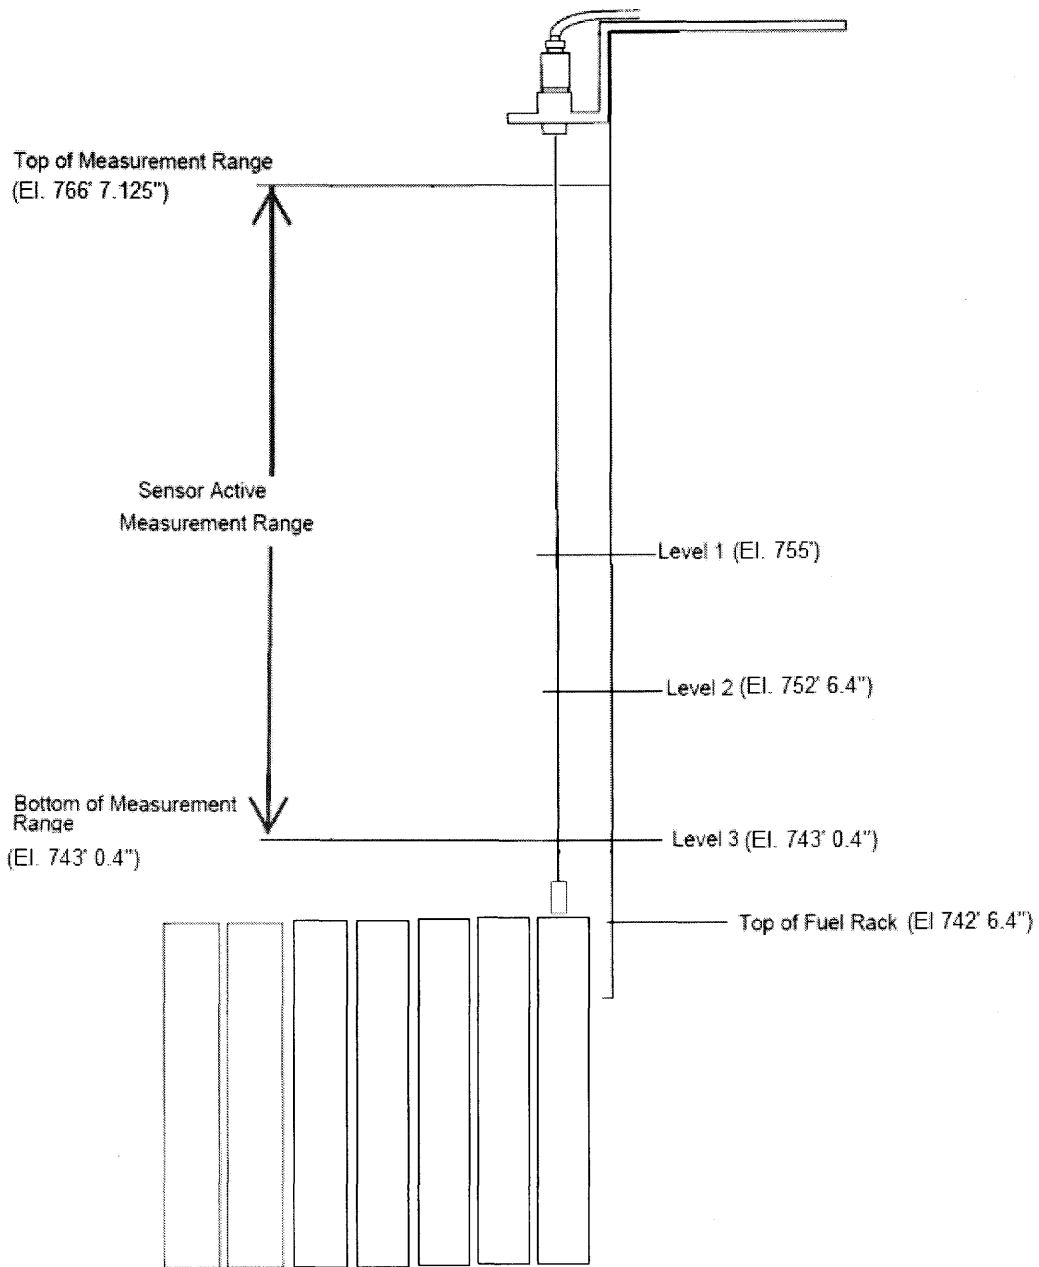 Top of Measurement Range
(El. 766' 7.125")
Sensor Active
Measurement Range
Level 1 (El. 755')
Level 2 (El. 752' 6.4")
Bottom of Measurement
Range
(El. 743' 0.4")
Level 3 (El. 743' 0.4")
Top of Fuel Rack (El 742' 6.4")